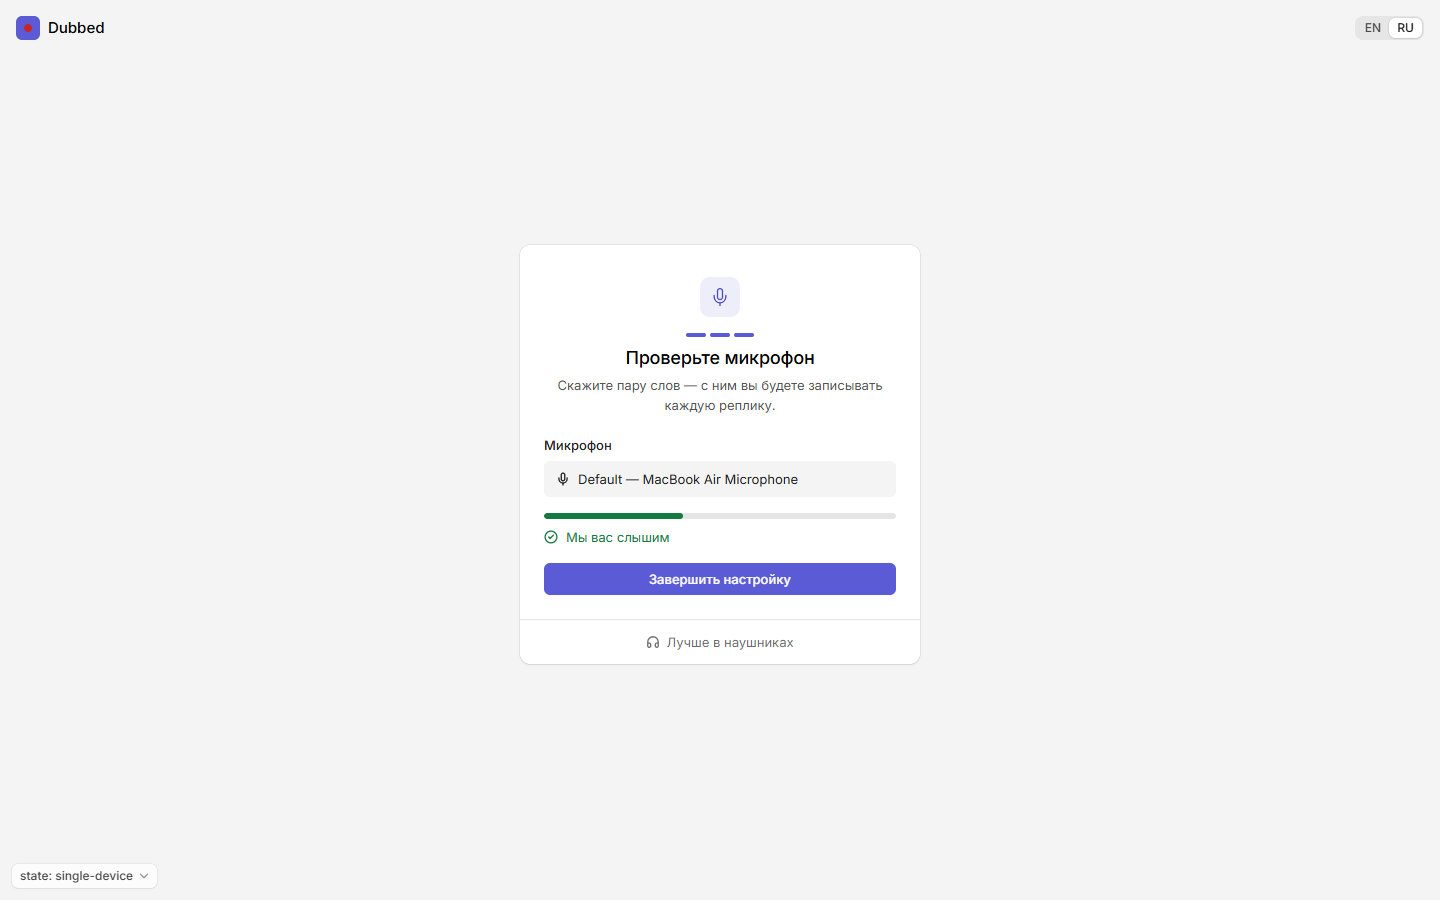 Dubbed
EN RU
Проверьте микрофон
Скажите пару слов — с ним вы будете записывать
каждую реплику.
Микрофон
Default — MacBook Air Microphone
Мы вас слышим
Завершить настройку
Лучше в наушниках
state: single-device